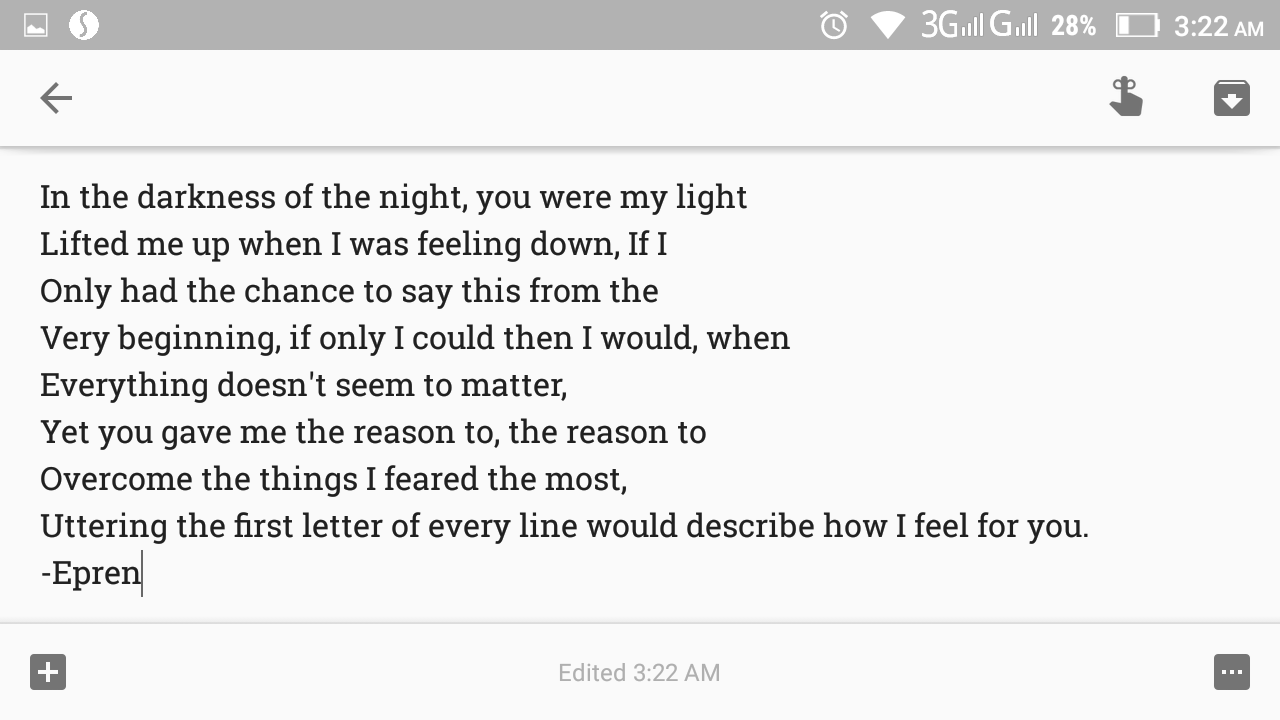 3G G 28% 3:22 AM
In the darkness of the night, you were my light
Lifted me up when I was feeling down, If I
Only had the chance to say this from the
Very beginning, if only I could then I would, when
Everything doesn't seem to matter,
Yet you gave me the reason to, the reason to
Overcome the things I feared the most,
Uttering the first letter of every line would describe how I feel for you.
-Epren
Edited 3:22 AM